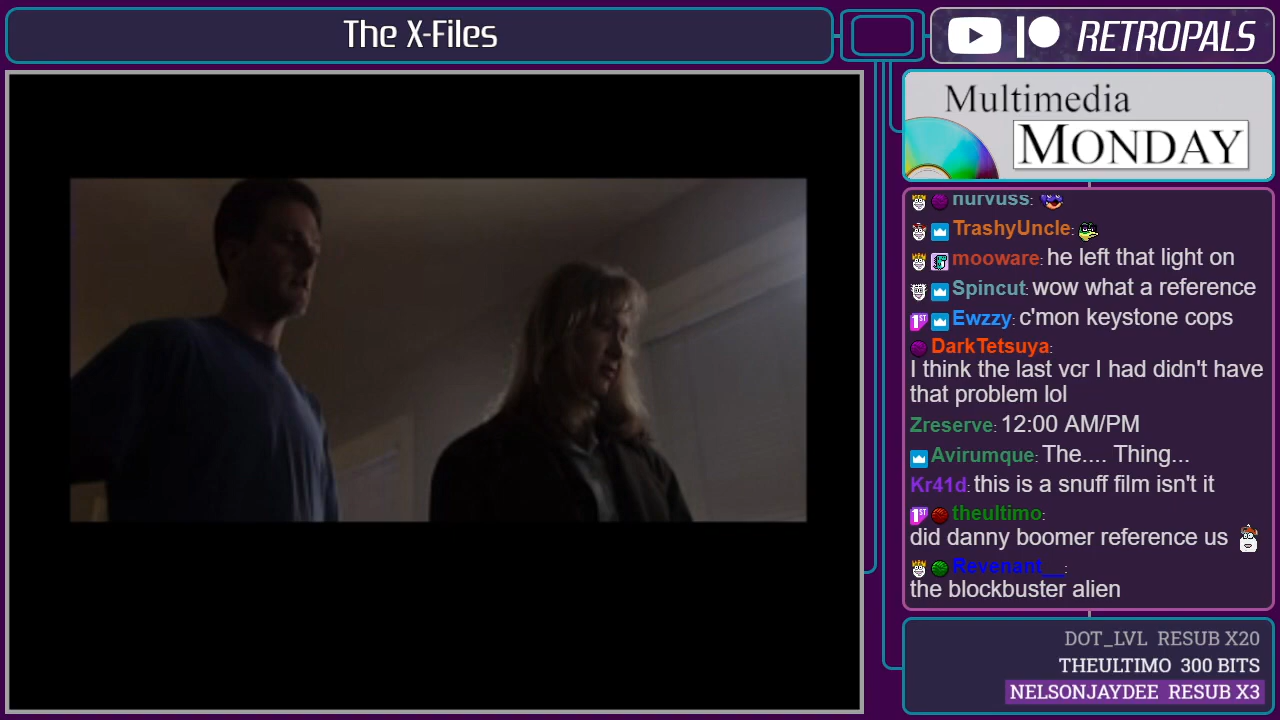 The X-Files
RETROPALS
Multimedia
MONDAY
nurvuss:
TrashyUncle:
mooware: he left that light on
Spincut: wow what a reference
Ewzzy: c'mon keystone cops
DarkTetsuya:
I think the last vcr I had didn't have
that problem lol
Zreserve: 12:00 AM/PM
Avirumque: The.... Thing...
Kr41d: this is a snuff film isn't it
theultimo:
did danny boomer reference us
Revenant__:
the blockbuster alien
DOT_LVL RESUB X20
THEULTIMO 300 BITS
NELSONJAYDEE RESUB X3